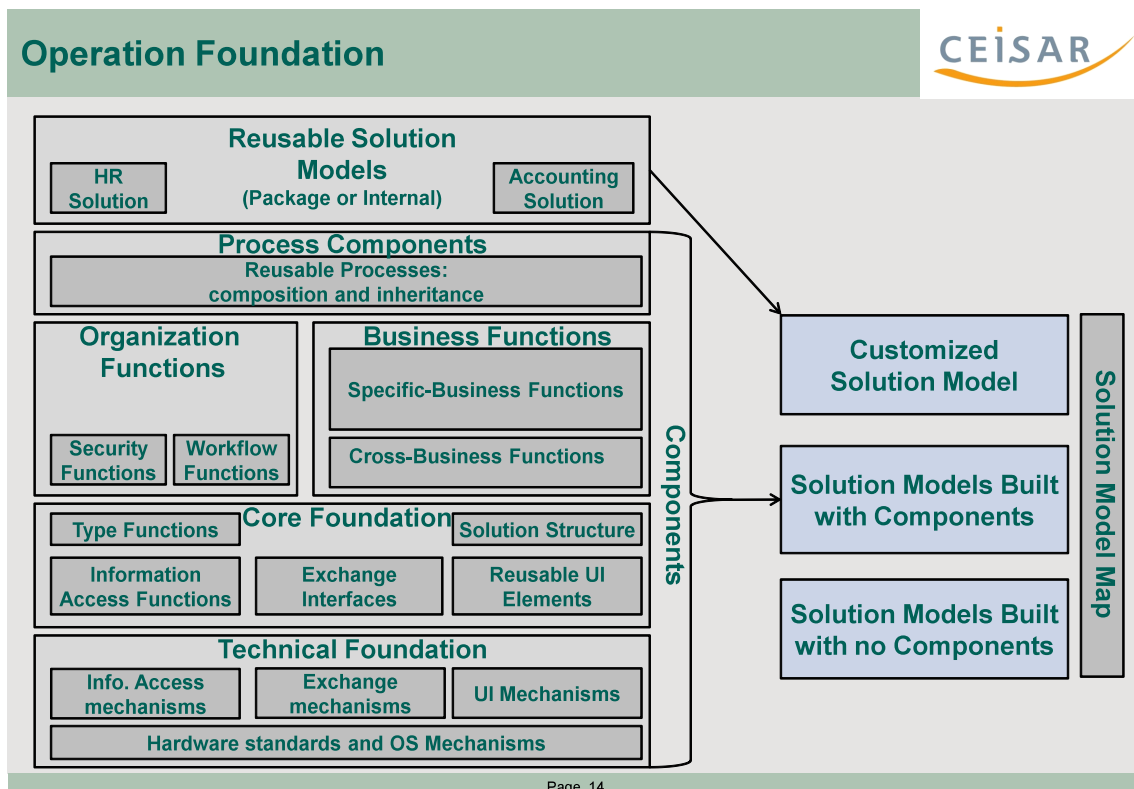 Operation Foundation
CEISAR
Reusable Solution
Models
(Package or Internal)
HR
Solution
Accounting
Solution
Process Components
Reusable Processes:
composition and inheritance
Organization
Functions
Security
Functions
Workflow
Functions
Business Functions
Specific-Business Functions
Cross-Business Functions
Core Foundation
Type Functions
Solution Structure
Information
Access Functions
Exchange
Interfaces
Reusable UI
Elements
Technical Foundation
Info. Access
mechanisms
Exchange
mechanisms
UI Mechanisms
Hardware standards and OS Mechanisms
Components
Customized
Solution Model
Solution Models Built
with Components
Solution Models Built
with no Components
Solution Model Map
Page 14